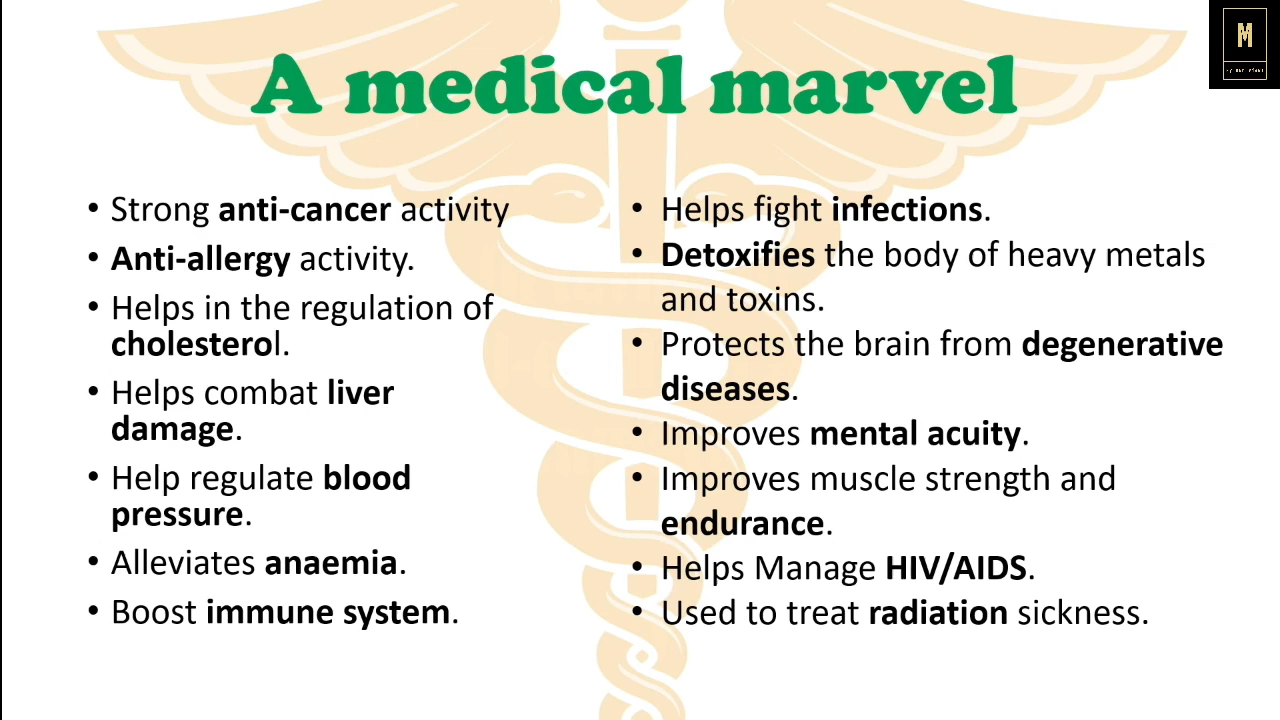 A medical marvel
• Strong anti-cancer activity
• Anti-allergy activity.
• Helps in the regulation of
cholesterol.
• Helps combat liver
damage.
• Help regulate blood
pressure.
• Alleviates anaemia.
• Boost immune system.
• Helps fight infections.
• Detoxifies the body of heavy metals
and toxins.
• Protects the brain from degenerative
diseases.
• Improves mental acuity.
• Improves muscle strength and
endurance.
• Helps Manage HIV/AIDS.
• Used to treat radiation sickness.
M